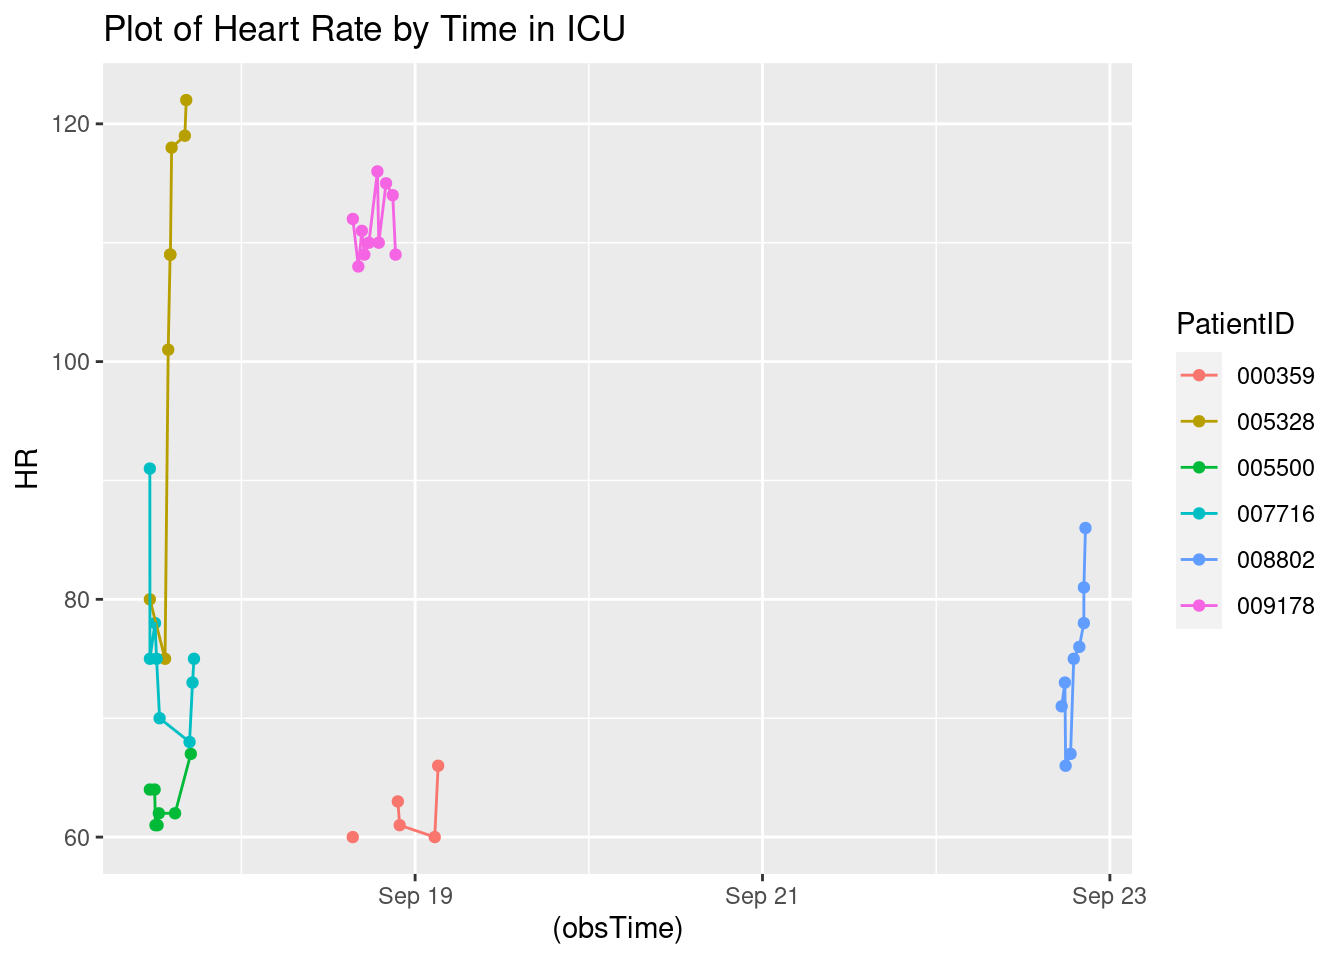 Plot of Heart Rate by Time in ICU
120
100
80
60
HR
Sep 19
Sep 21
Sep 23
(obsTime)
PatientID
000359
005328
005500
007716
008802
009178